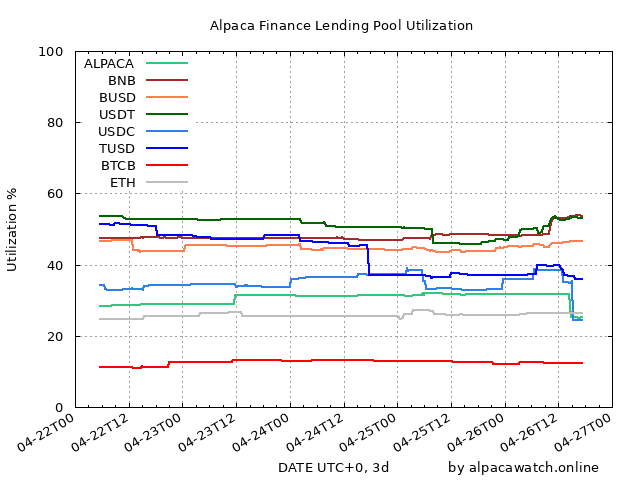 Alpaca Finance Lending Pool Utilization
100
80
60
40
20
0
Utilization %
ALPACA
BNB
BUSD
USDT
USDC
TUSD
BTCB
ETH
04-22T00
04-22T12
04-23T00
04-23T12
04-24T00
04-24T12
04-25T00
04-25T12
04-26T00
04-26T12
04-27T00
DATE UTC+0, 3d
by alpacawatch.online